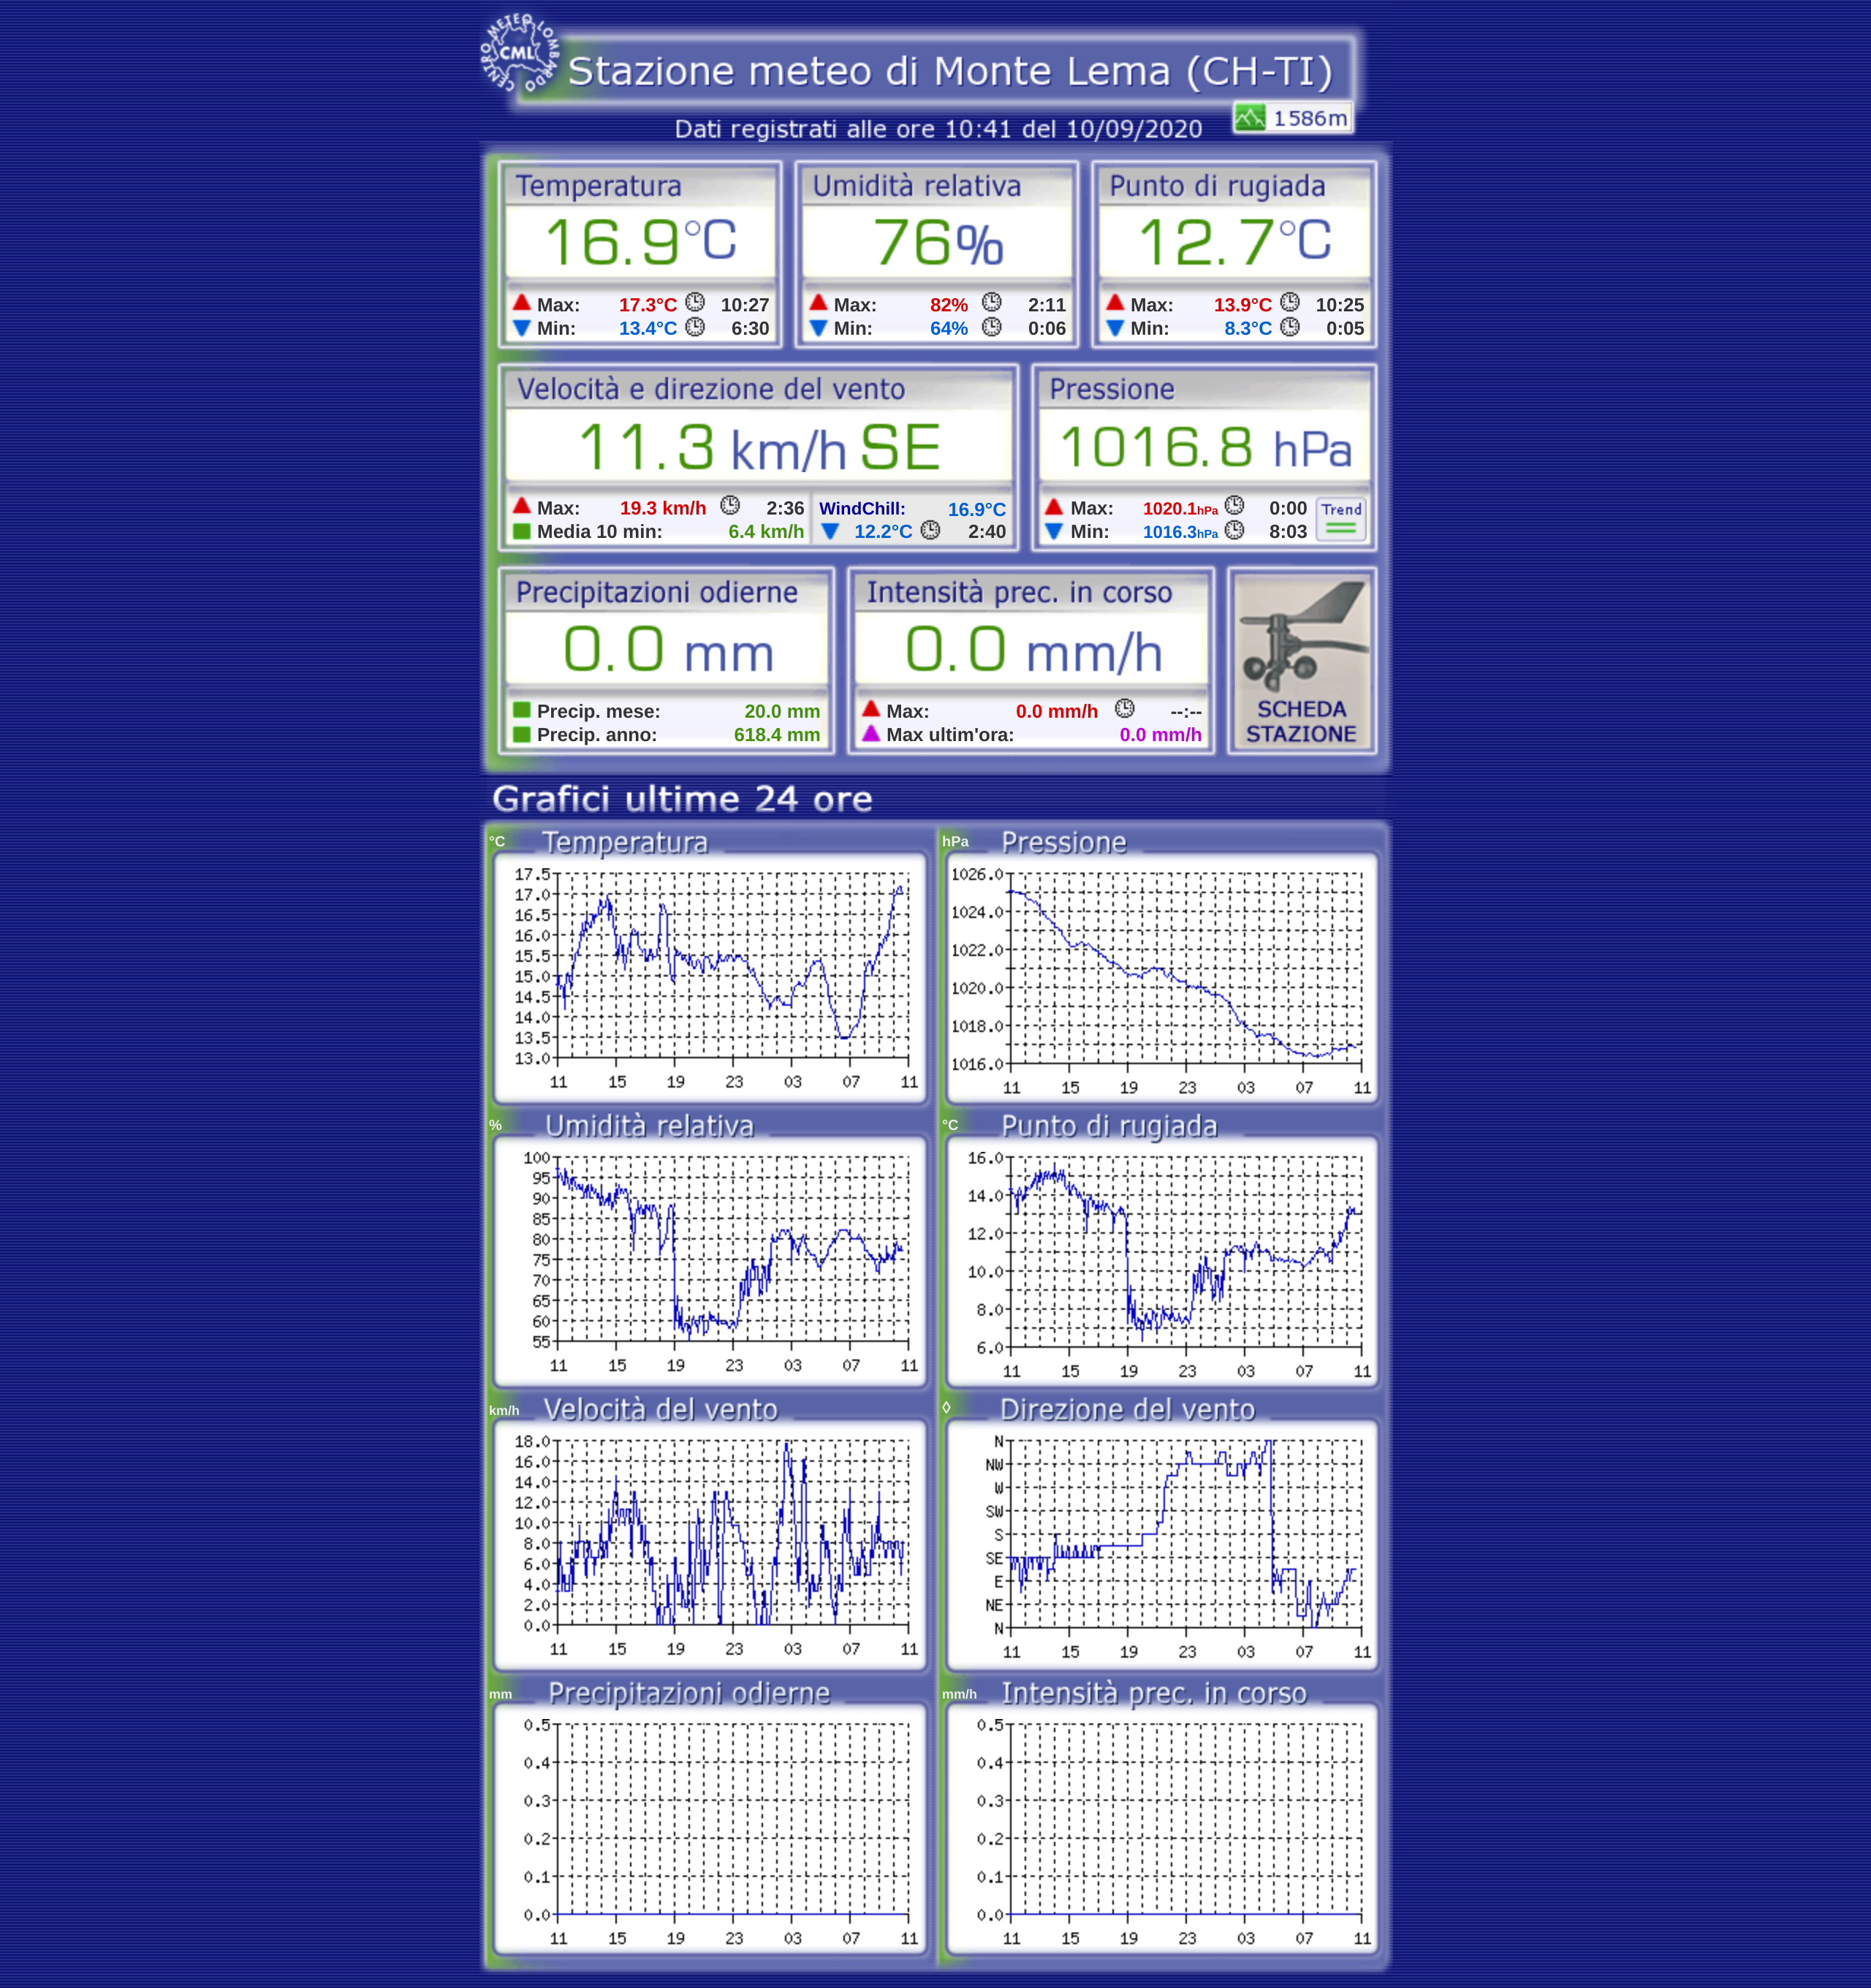 CENTRO METEO LOMBARDO
CML
Stazione meteo di Monte Lema (CH-TI)
1586m
Dati registrati alle ore 10:41 del 10/09/2020
Temperatura
16.9°C
Max: 17.3°C 10:27
Min: 13.4°C 6:30
Umidità relativa
76%
Max: 82% 2:11
Min: 64% 0:06
Punto di rugiada
12.7°C
Max: 13.9°C 10:25
Min: 8.3°C 0:05
Velocità e direzione del vento
11.3 km/h SE
Max: 19.3 km/h 2:36
Media 10 min: 6.4 km/h
WindChill: 16.9°C
12.2°C 2:40
Pressione
1016.8 hPa
Max: 1020.1hPa 0:00
Min: 1016.3hPa 8:03
Trend
Precipitazioni odierne
0.0 mm
Precip. mese: 20.0 mm
Precip. anno: 618.4 mm
Intensità prec. in corso
0.0 mm/h
Max: 0.0 mm/h --:--
Max ultim'ora: 0.0 mm/h
SCHEDA
STAZIONE
Grafici ultime 24 ore
°C Temperatura
17.5
17.0
16.5
16.0
15.5
15.0
14.5
14.0
13.5
13.0
11 15 19 23 03 07 11
hPa Pressione
1026.0
1024.0
1022.0
1020.0
1018.0
1016.0
11 15 19 23 03 07 11
% Umidità relativa
100
95
90
85
80
75
70
65
60
55
11 15 19 23 03 07 11
°C Punto di rugiada
16.0
14.0
12.0
10.0
8.0
6.0
11 15 19 23 03 07 11
km/h Velocità del vento
18.0
16.0
14.0
12.0
10.0
8.0
6.0
4.0
2.0
0.0
11 15 19 23 03 07 11
◊ Direzione del vento
N
NW
W
SW
S
SE
E
NE
N
11 15 19 23 03 07 11
mm Precipitazioni odierne
0.5
0.4
0.3
0.2
0.1
0.0
11 15 19 23 03 07 11
mm/h Intensità prec. in corso
0.5
0.4
0.3
0.2
0.1
0.0
11 15 19 23 03 07 11